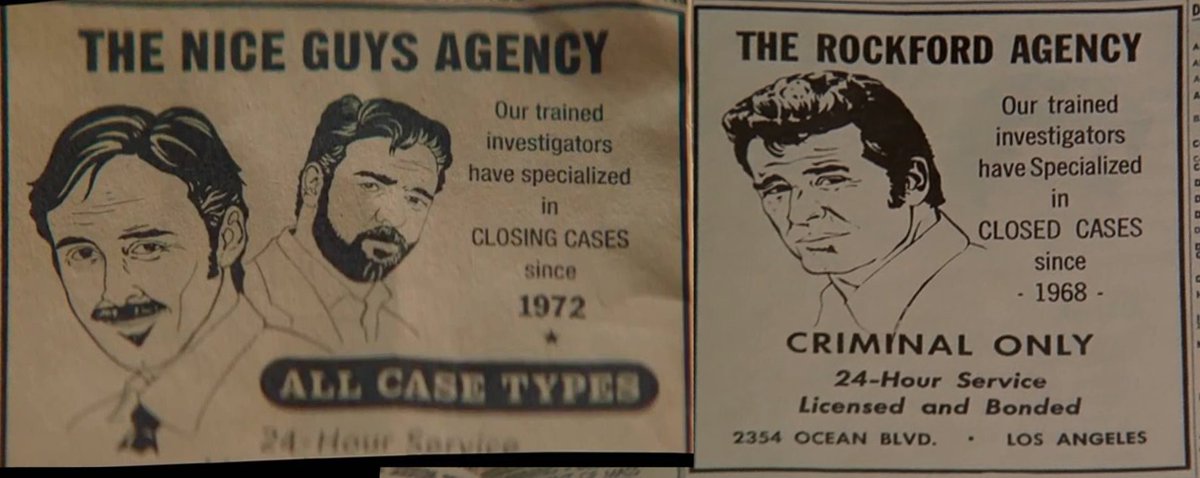 THE NICE GUYS AGENCY
Our trained
investigators
have specialized
in
CLOSING CASES
since
1972
ALL CASE TYPES
24-Hour Service
THE ROCKFORD AGENCY
Our trained
investigators
have Specialized
in
CLOSED CASES
since
- 1968 -
CRIMINAL ONLY
24-Hour Service
Licensed and Bonded
2354 OCEAN BLVD. • LOS ANGELES